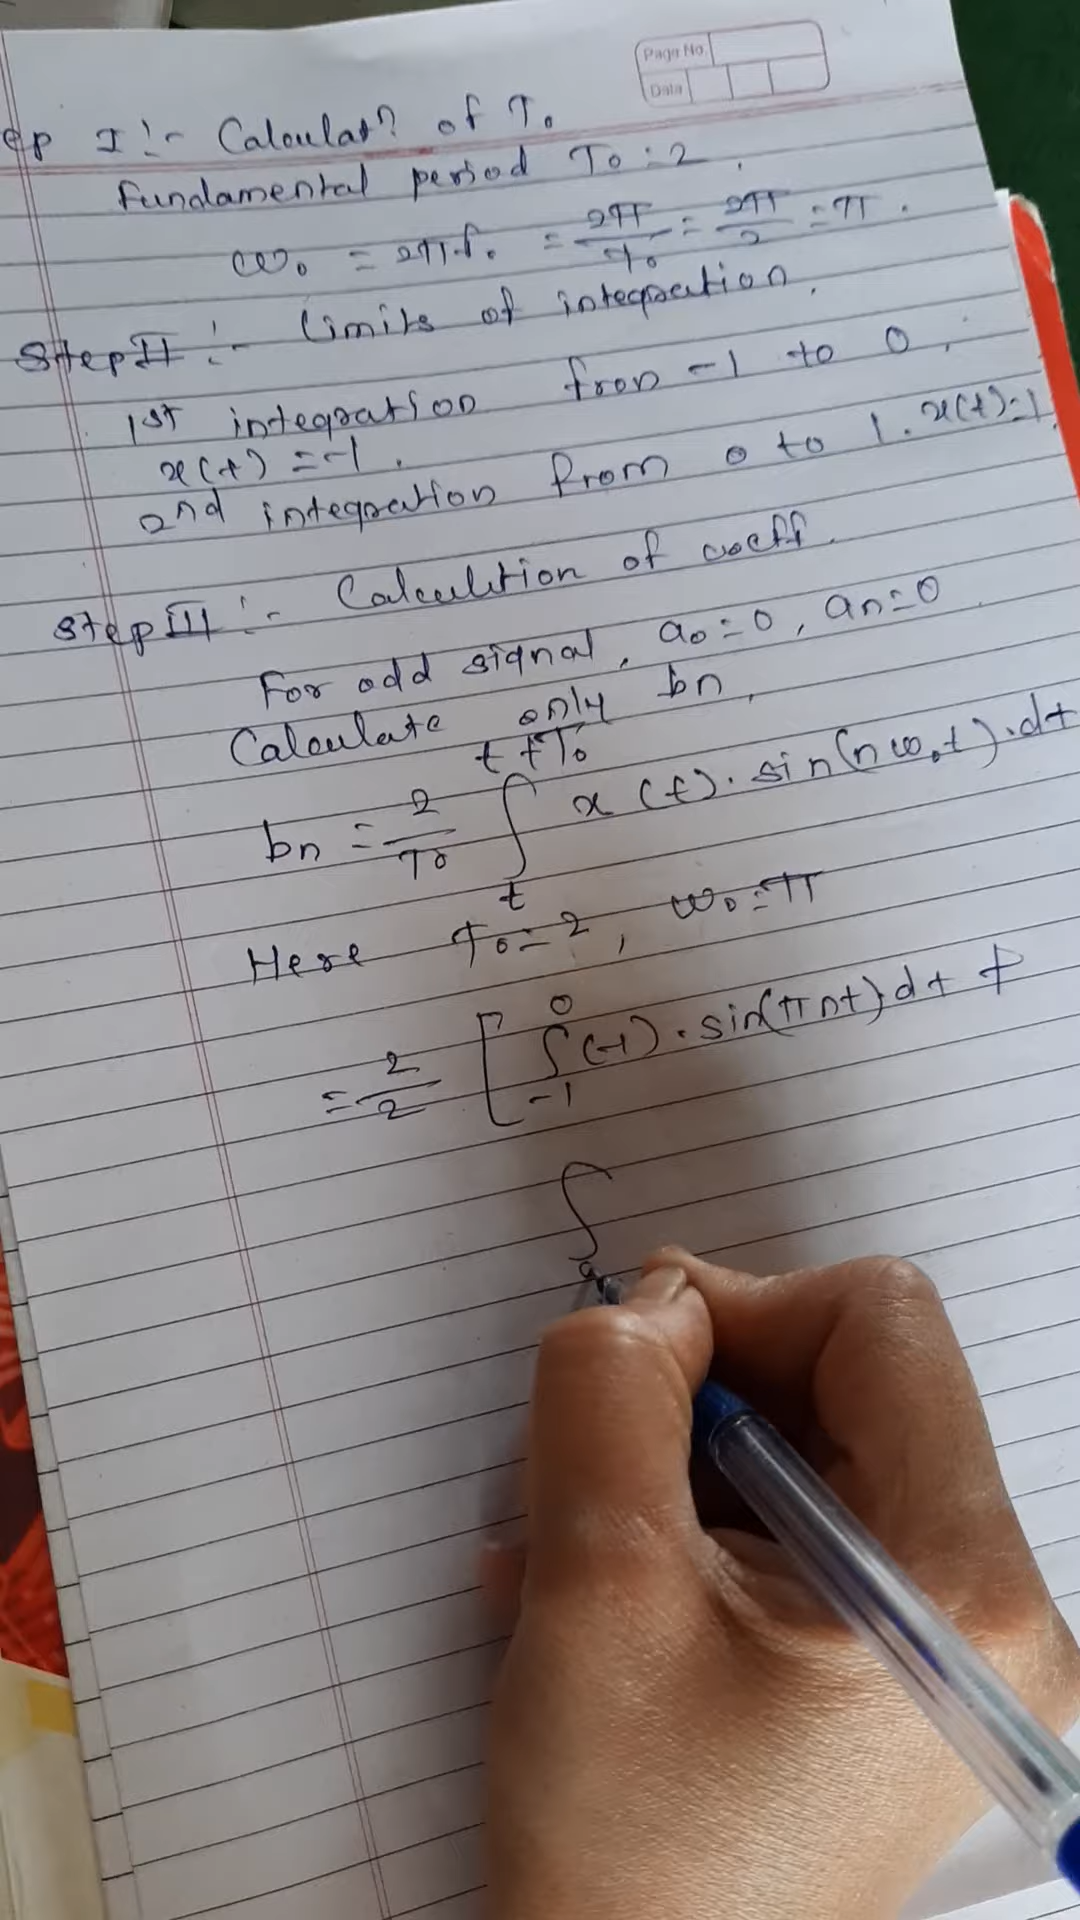 Page No.
Date
ep I :- Calculatn of T₀
Fundamental period T₀ = 2.
ω₀ = 2πf₀ = 2π/T₀ = 2π/2 = π.
Step II :- Limits of integration.
1st integration from -1 to 0,
x(t) = -1.
2nd integration from 0 to 1. x(t)=1.
Step III :- Calculation of coeff.
For odd signal, a₀ = 0, an = 0.
Calculate only bn,
bn = 2/T₀ ∫ₜᵗ⁺ᵀ⁰ x(t). sin(nω₀t).dt
Here T₀ = 2, ω₀ = π
= 2/2 [ ∫₋₁⁰ (-1). sin(πnt).dt +
∫